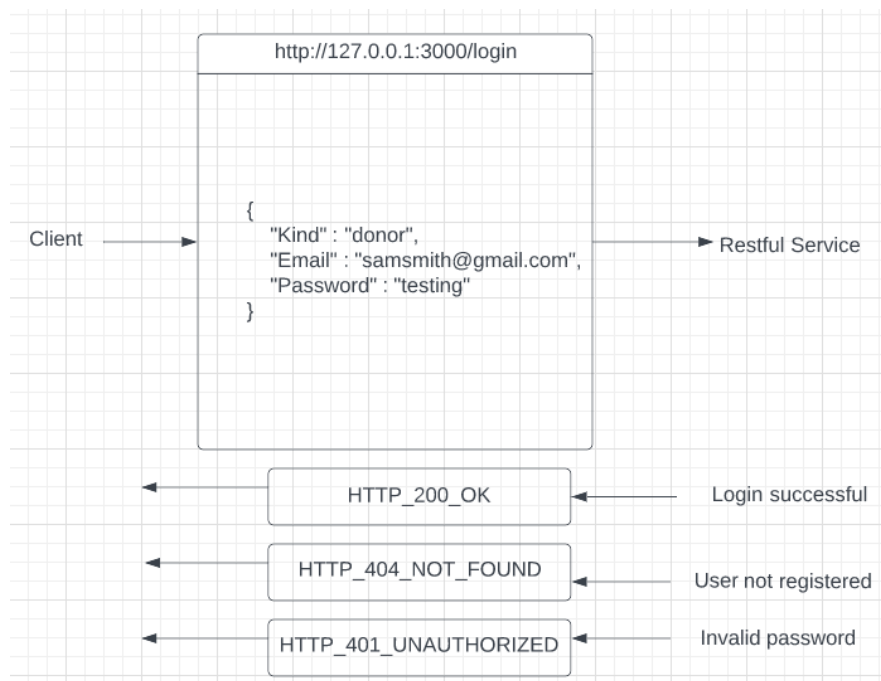 http://127.0.0.1:3000/login
{
"Kind" : "donor",
Client
"Email" : "samsmith@gmail.com",
Restful Service
"Password" : "testing"
}
HTTP_200_OK
Login successful
HTTP_404_NOT_FOUND
User not registered
HTTP_401_UNAUTHORIZED
Invalid password